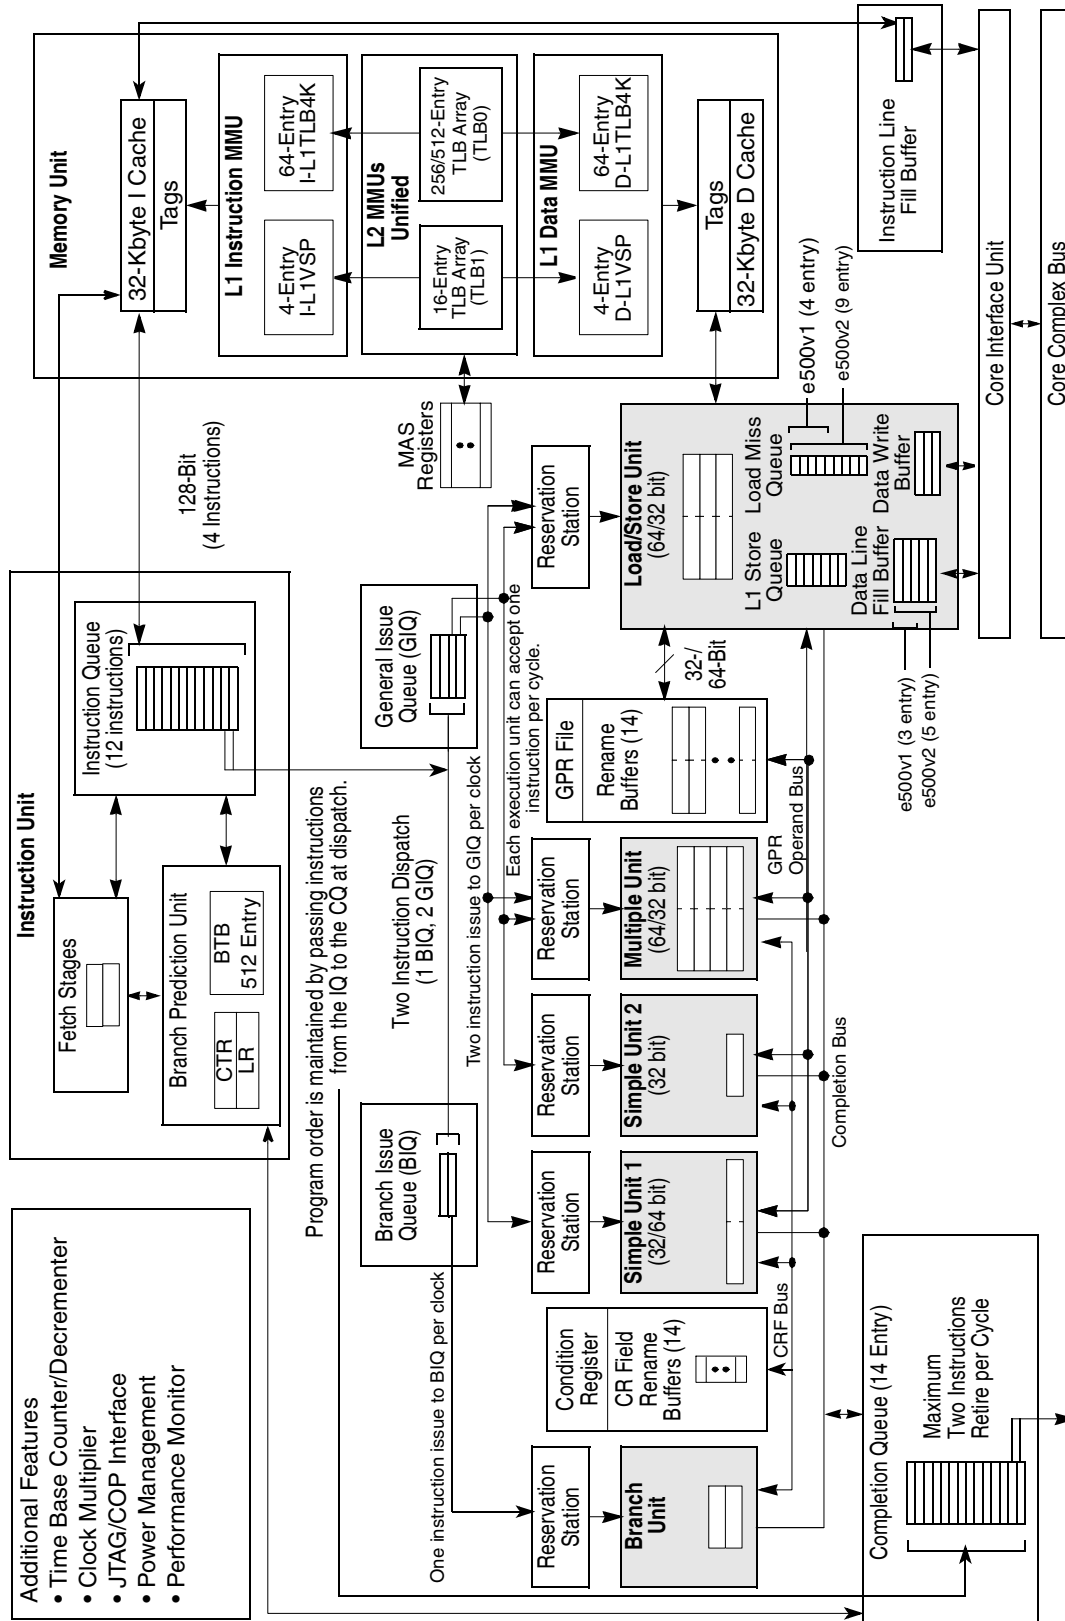 Additional Features
• Time Base Counter/Decrementer
• Clock Multiplier
• JTAG/COP Interface
• Power Management
• Performance Monitor
Instruction Unit
Fetch Stages
Branch Prediction Unit
CTR
LR
BTB
512 Entry
Instruction Queue
(12 instructions)
128-Bit
(4 Instructions)
Program order is maintained by passing instructions
from the IQ to the CQ at dispatch.
Memory Unit
32-Kbyte I Cache
Tags
L1 Instruction MMU
4-Entry
I-L1VSP
64-Entry
I-L1TLB4K
L2 MMUs
Unified
16-Entry
TLB Array
(TLB1)
256/512-Entry
TLB Array
(TLB0)
L1 Data MMU
4-Entry
D-L1VSP
64-Entry
D-L1TLB4K
Tags
32-Kbyte D Cache
MAS
Registers
Branch Issue
Queue (BIQ)
Two Instruction Dispatch
(1 BIQ, 2 GIQ)
General Issue
Queue (GIQ)
One instruction issue to BIQ per clock
Two instruction issue to GIQ per clock
Each execution unit can accept one
instruction per cycle.
Reservation
Station
Branch
Unit
Condition
Register
CR Field
Rename
Buffers (14)
CRF Bus
Reservation
Station
Simple Unit 1
(32/64 bit)
Reservation
Station
Simple Unit 2
(32 bit)
Reservation
Station
Multiple Unit
(64/32 bit)
GPR File
Rename
Buffers (14)
32-/
64-Bit
GPR
Operand Bus
Completion Bus
Reservation
Station
Load/Store Unit
(64/32 bit)
L1 Store
Queue
Load Miss
Queue
Data Line
Fill Buffer
Data Write
Buffer
e500v1 (4 entry)
e500v2 (9 entry)
e500v1 (3 entry)
e500v2 (5 entry)
Instruction Line
Fill Buffer
Completion Queue (14 Entry)
Maximum
Two Instructions
Retire per Cycle
Core Interface Unit
Core Complex Bus